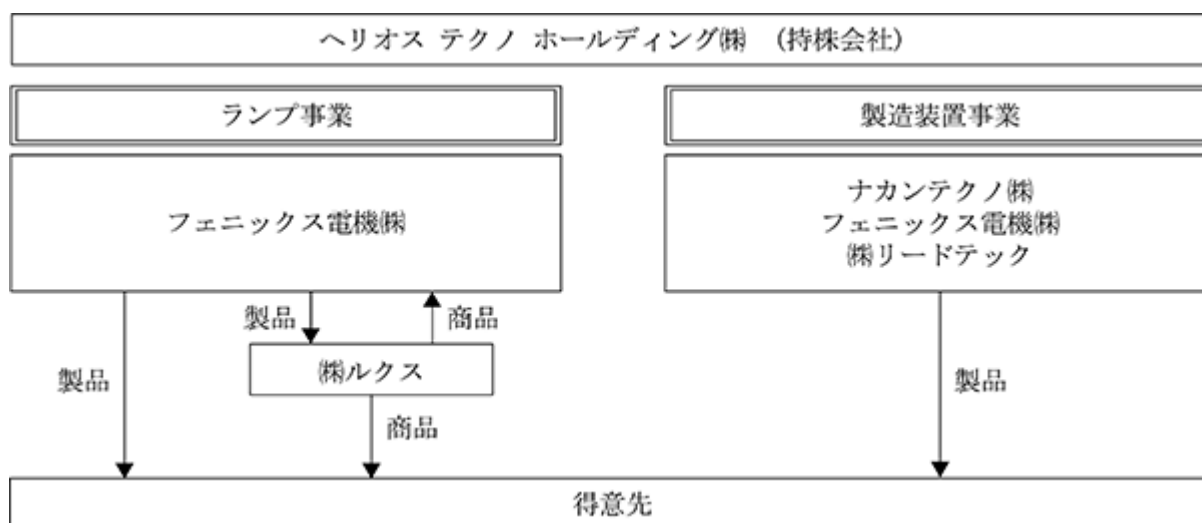 ヘリオス テクノ ホールディング㈱ (持株会社)
ランプ事業
製造装置事業
フェニックス電機㈱
ナカンテクノ㈱
フェニックス電機㈱
㈱リードテック
製品
商品
㈱ルクス
製品
製品
商品
得意先